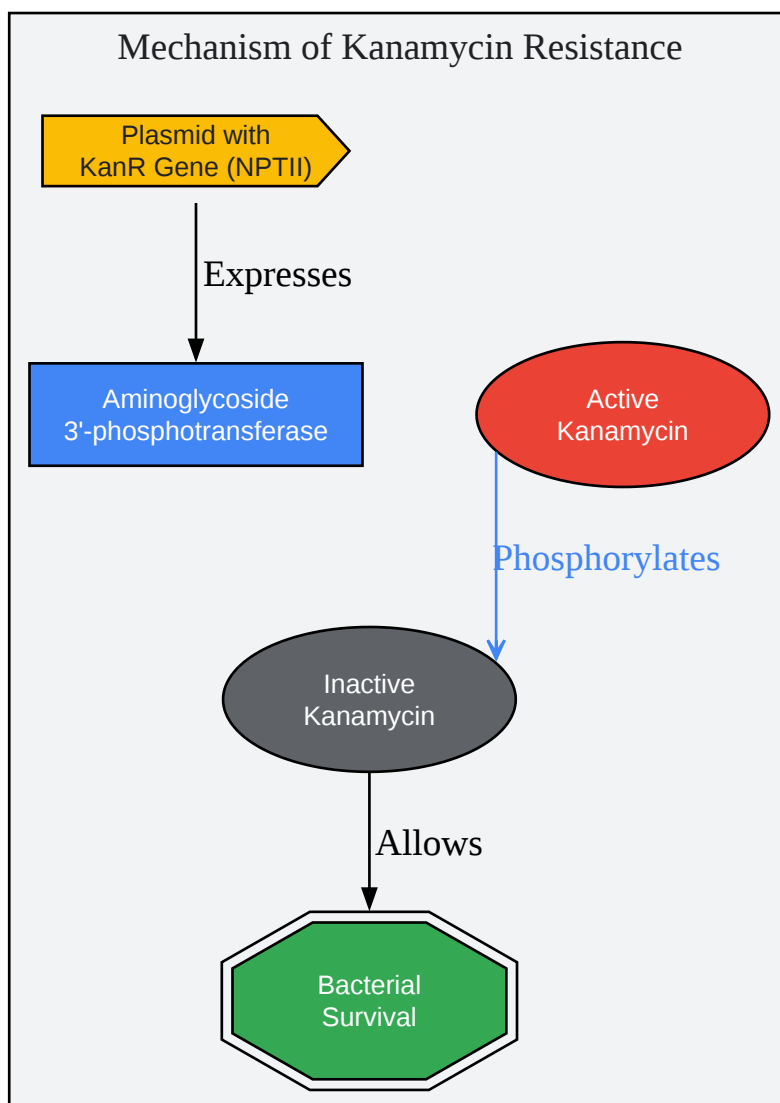 Mechanism of Kanamycin Resistance
Plasmid with
KanR Gene (NPTII)
Expresses
Aminoglycoside
3'-phosphotransferase
Active
Kanamycin
Phosphorylates
Inactive
Kanamycin
Allows
Bacterial
Survival